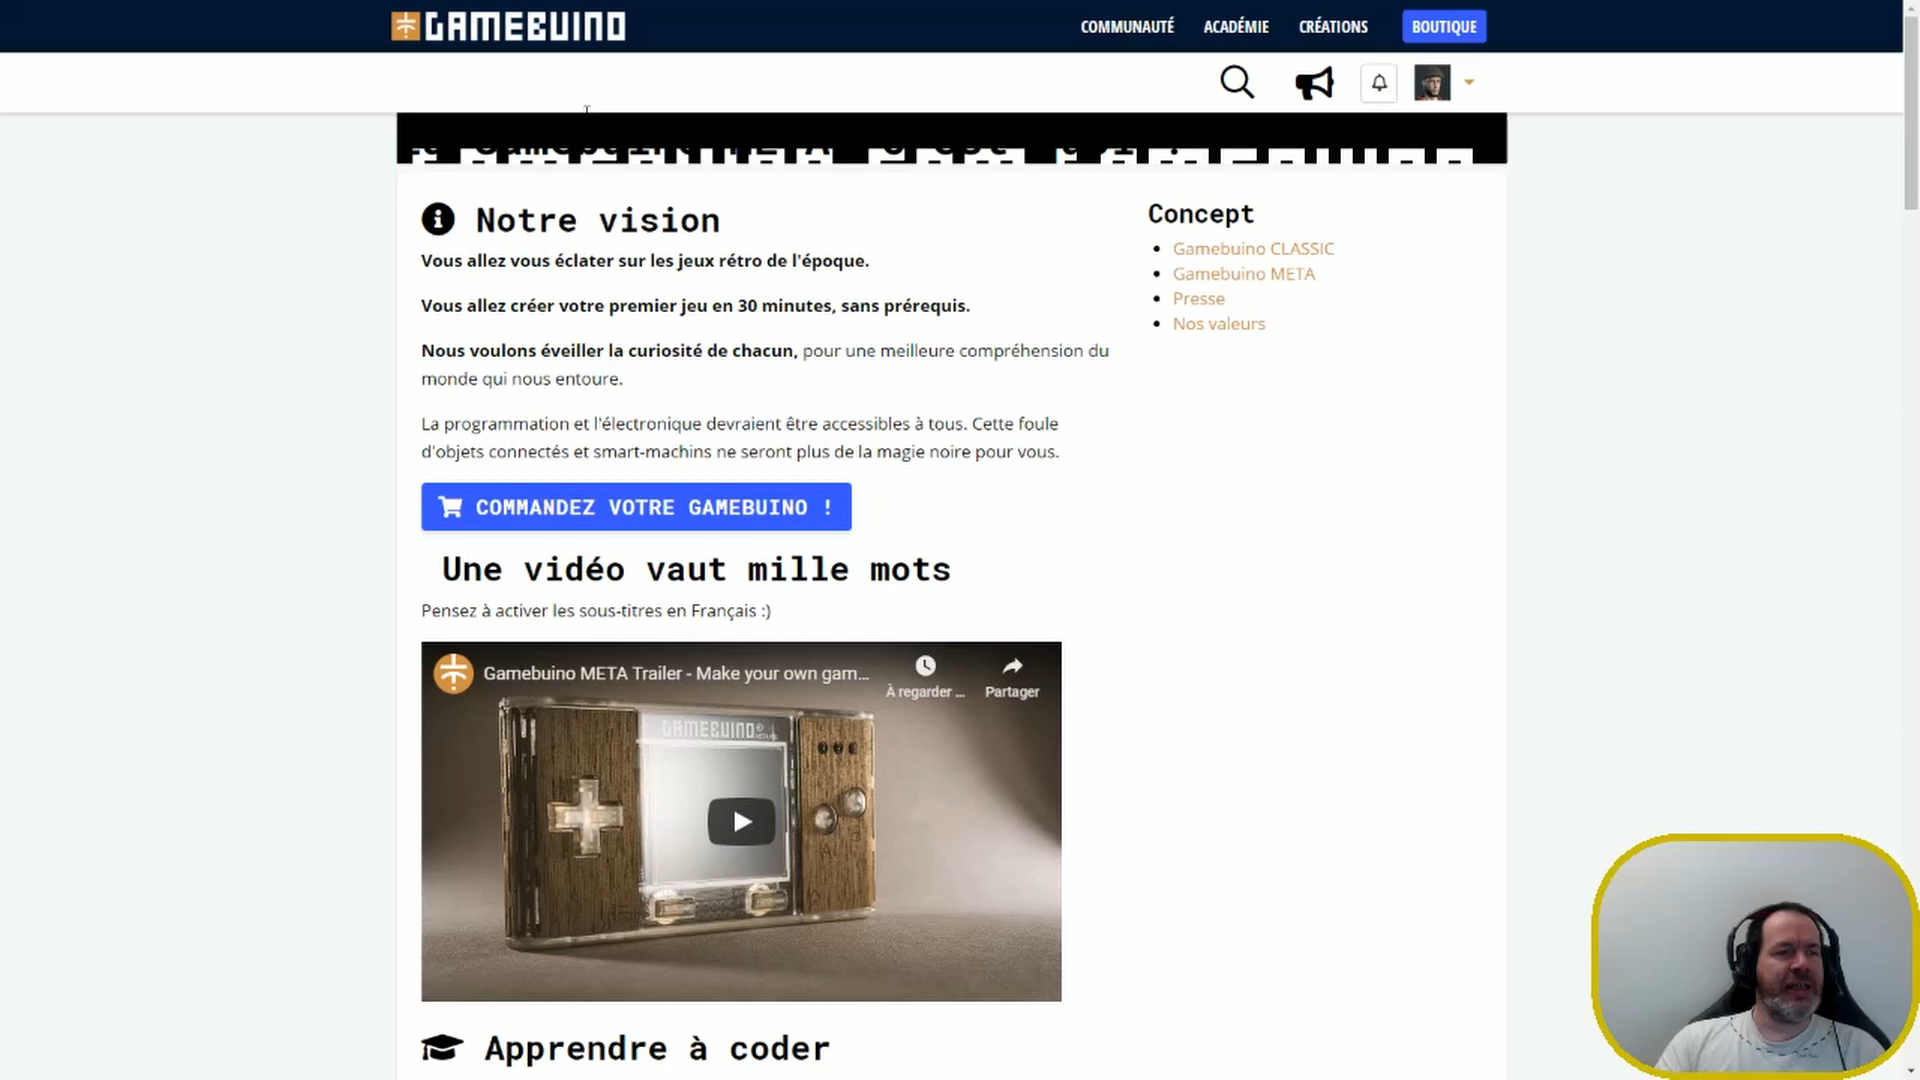 GAMEBUINO
COMMUNAUTÉ ACADÉMIE CRÉATIONS BOUTIQUE
Notre vision
Vous allez vous éclater sur les jeux rétro de l'époque.
Vous allez créer votre premier jeu en 30 minutes, sans prérequis.
Nous voulons éveiller la curiosité de chacun, pour une meilleure compréhension du
monde qui nous entoure.
La programmation et l'électronique devraient être accessibles à tous. Cette foule
d'objets connectés et smart-machins ne seront plus de la magie noire pour vous.
COMMANDEZ VOTRE GAMEBUINO !
Une vidéo vaut mille mots
Pensez à activer les sous-titres en Français :)
Gamebuino META Trailer - Make your own gam...
À regarder ...
Partager
GAMEBUINO
Apprendre à coder
Concept
Gamebuino CLASSIC
Gamebuino META
Presse
Nos valeurs